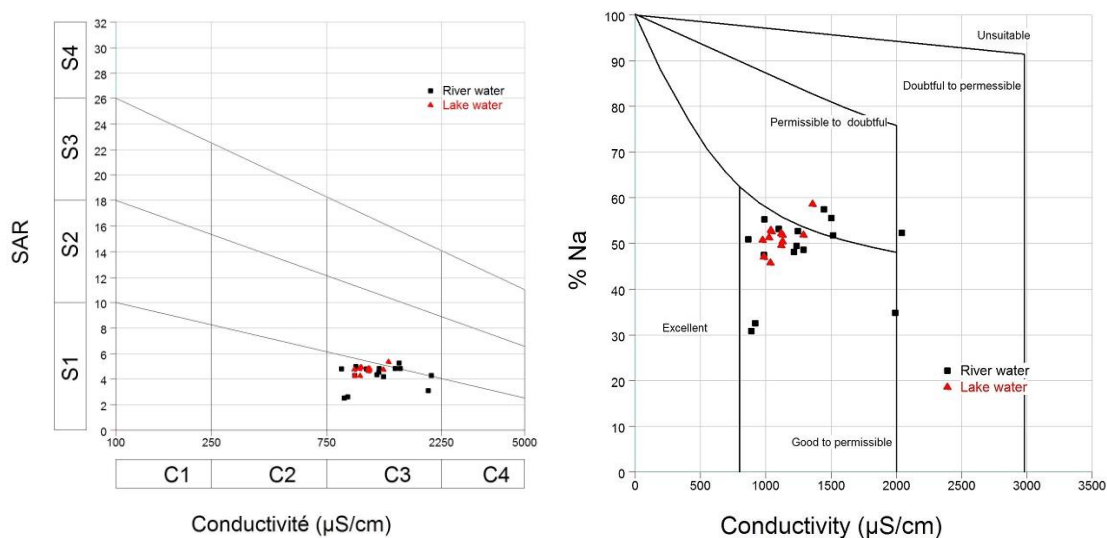 S4
S3
S2
S1
SAR
32
30
28
26
24
22
20
18
16
14
12
10
8
6
4
2
0
River water
Lake water
100 250 750 2250 5000
C1 C2 C3 C4
Conductivité (µS/cm)
% Na
100
90
80
70
60
50
40
30
20
10
0
Unsuitable
Doubtful to permessible
Permissible to doubtful
Excellent
River water
Lake water
Good to permissible
0 500 1000 1500 2000 2500 3000 3500
Conductivity (µS/cm)